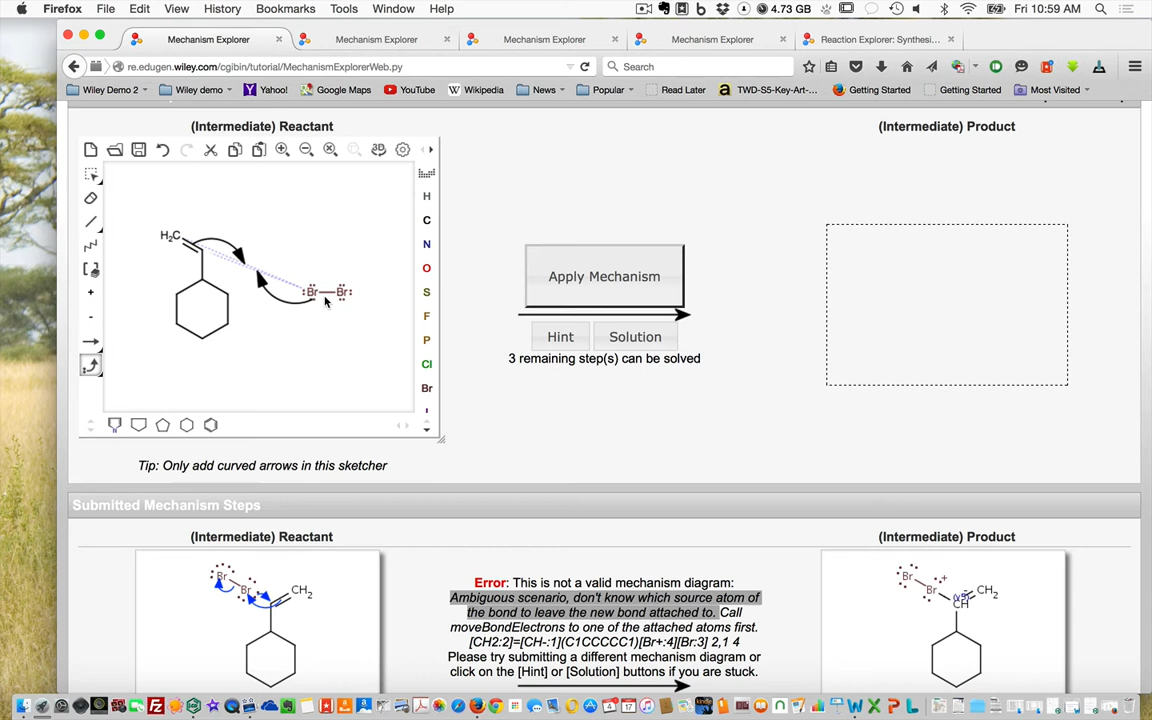 Firefox File Edit View History Bookmarks Tools Window Help 4.73 GB Fri 10:59 AM
Mechanism Explorer × Mechanism Explorer × Mechanism Explorer × Mechanism Explorer × Reaction Explorer: Synthesi... ×
re.edugen.wiley.com/cgibin/tutorial/MechanismExplorerWeb.py Search
Wiley Demo 2 Wiley demo Yahoo! Google Maps YouTube Wikipedia News Popular Read Later TWD-S5-Key-Art-... Getting Started Getting Started Most Visited
(Intermediate) Reactant (Intermediate) Product
3D
H
C
N
O
S
F
P
Cl
Br
I
H₂C
:Br—Br:
N
Apply Mechanism
Hint Solution
3 remaining step(s) can be solved
Tip: Only add curved arrows in this sketcher
Submitted Mechanism Steps
(Intermediate) Reactant (Intermediate) Product
Br Br CH₂
Error: This is not a valid mechanism diagram:
Ambiguous scenario, don't know which source atom of
the bond to leave the new bond attached to. Call
moveBondElectrons to one of the attached atoms first.
[CH2:2]=[CH-:1](C1CCCCC1)[Br+:4][Br:3] 2,1 4
Please try submitting a different mechanism diagram or
click on the [Hint] or [Solution] buttons if you are stuck.
Br Br + CH CH₂